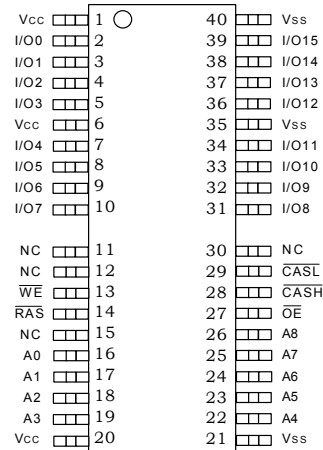 Vcc 1 40 Vss
I/O0 2 39 I/O15
I/O1 3 38 I/O14
I/O2 4 37 I/O13
I/O3 5 36 I/O12
Vcc 6 35 Vss
I/O4 7 34 I/O11
I/O5 8 33 I/O10
I/O6 9 32 I/O9
I/O7 10 31 I/O8
NC 11 30 NC
NC 12 29 CASL
WE 13 28 CASH
RAS 14 27 OE
NC 15 26 A8
A0 16 25 A7
A1 17 24 A6
A2 18 23 A5
A3 19 22 A4
Vcc 20 21 Vss